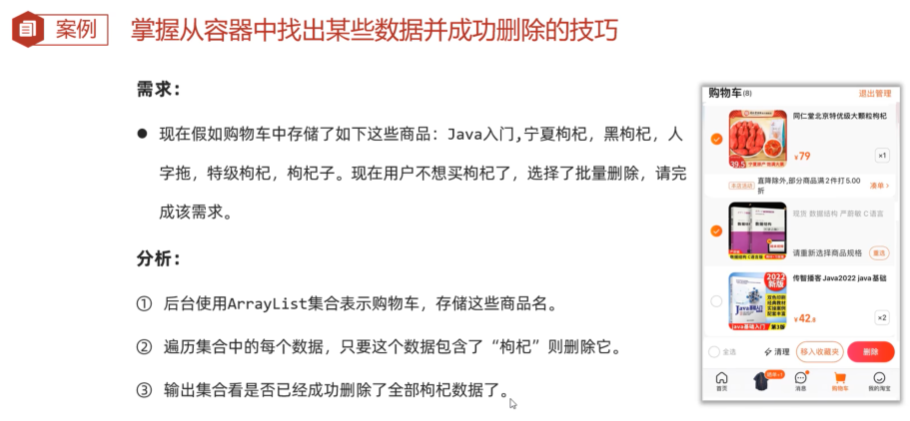 案例
掌握从容器中找出某些数据并成功删除的技巧
需求：
● 现在假如购物车中存储了如下这些商品：Java入门,宁夏枸杞，黑枸杞，人
字拖，特级枸杞，枸杞子。现在用户不想买枸杞了，选择了批量删除，请完
成该需求。
分析：
① 后台使用ArrayList集合表示购物车，存储这些商品名。
② 遍历集合中的每个数据，只要这个数据包含了“枸杞”则删除它。
③ 输出集合看是否已经成功删除了全部枸杞数据了。
购物车(8)
退出管理
同仁堂北京特优级大颗粒枸杞
39.5
¥79
×1
直降除外,部分商品满2件打5.00
折
凑单>
现货 数据结构 严蔚敏 C语言
请重新选择商品规格
重选
传智播客Java2022 java基础
2022
新版
¥42.8
×2
全选
清理
移入收藏夹
删除
首页
消息
购物车
我的淘宝